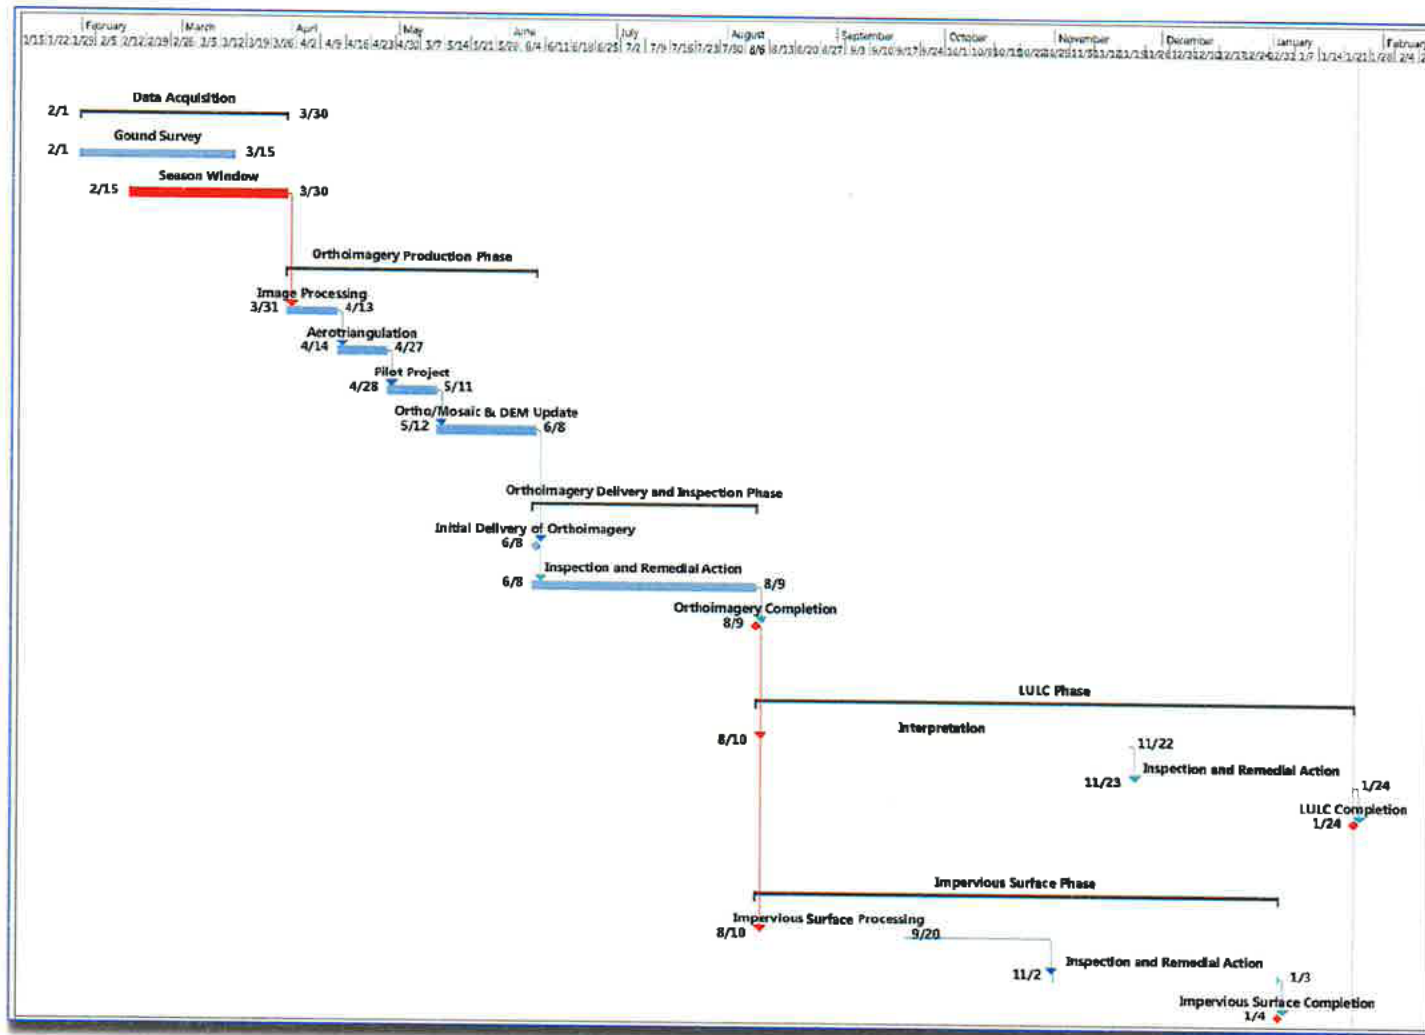 February March April May June July August September October November December January Februar
2/1 Data Acquisition 3/30
2/1 Gound Survey 3/15
2/15 Season Window 3/30
Orthoimagery Production Phase
Image Processing
3/31 4/13
Aerotriangulation
4/14 4/27
Pilot Project
4/28 5/11
Ortho/Mosaic & DEM Update
5/12 6/8
Orthoimagery Delivery and Inspection Phase
Initial Delivery of Orthoimagery
6/8
Inspection and Remedial Action
6/8 8/9
Orthoimagery Completion
8/9
LULC Phase
Interpretation
8/10 11/22
Inspection and Remedial Action
11/23 1/24
LULC Completion
1/24
Impervious Surface Phase
Impervious Surface Processing
8/10 9/20
Inspection and Remedial Action
11/2 1/3
Impervious Surface Completion
1/4